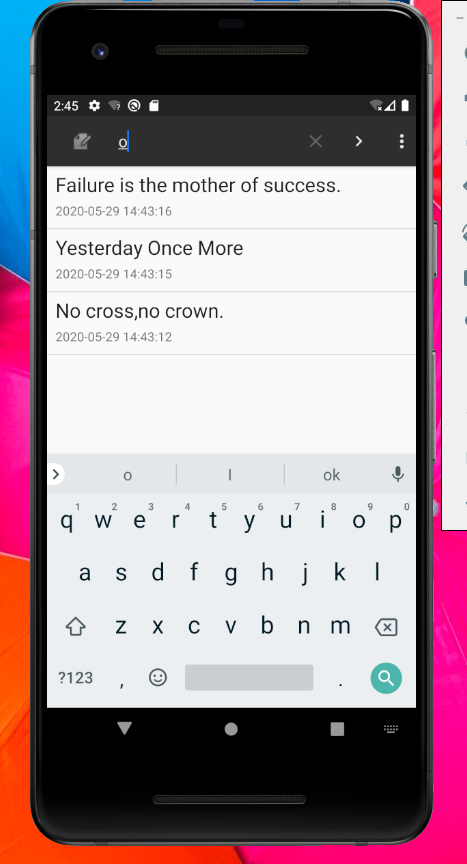 2:45
o
Failure is the mother of success.
2020-05-29 14:43:16
Yesterday Once More
2020-05-29 14:43:15
No cross,no crown.
2020-05-29 14:43:12
o I ok
1 2 3 4 5 6 7 8 9 0
q w e r t y u i o p
a s d f g h j k l
z x c v b n m
?123 , .